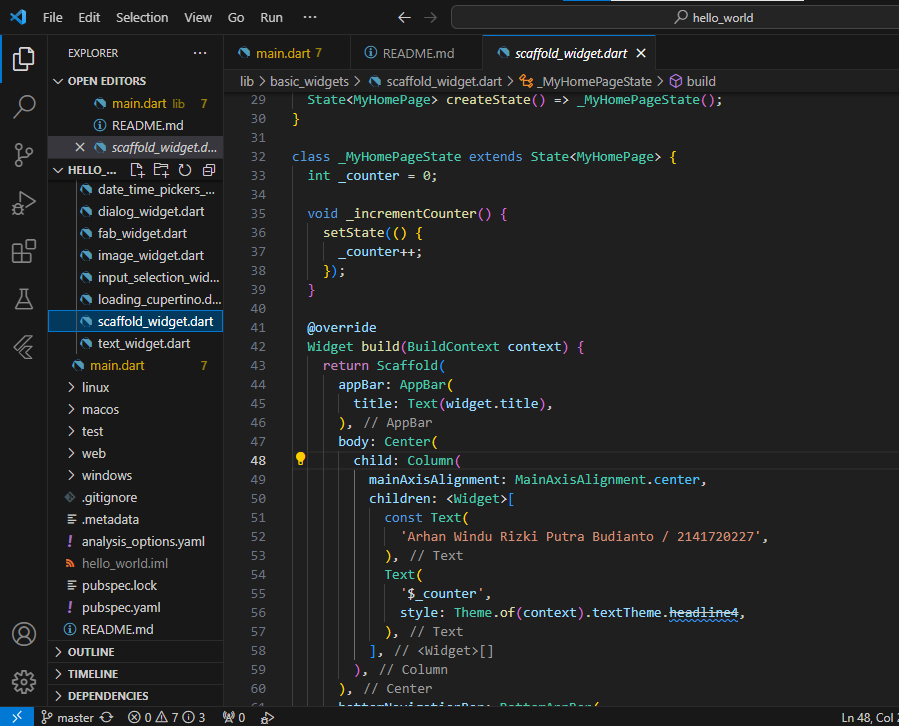 File Edit Selection View Go Run ···
hello_world
EXPLORER ···
OPEN EDITORS
main.dart lib 7
README.md
scaffold_widget.d...
HELLO_...
date_time_pickers_...
dialog_widget.dart
fab_widget.dart
image_widget.dart
input_selection_wid...
loading_cupertino.d...
scaffold_widget.dart
text_widget.dart
main.dart 7
linux
macos
test
web
windows
.gitignore
.metadata
analysis_options.yaml
hello_world.iml
pubspec.lock
pubspec.yaml
README.md
OUTLINE
TIMELINE
DEPENDENCIES
main.dart 7 README.md scaffold_widget.dart
lib > basic_widgets > scaffold_widget.dart > _MyHomePageState > build
29 State<MyHomePage> createState() => _MyHomePageState();
30 }
31
32 class _MyHomePageState extends State<MyHomePage> {
33 int _counter = 0;
34
35 void _incrementCounter() {
36 setState(() {
37 _counter++;
38 });
39 }
40
41 @override
42 Widget build(BuildContext context) {
43 return Scaffold(
44 appBar: AppBar(
45 title: Text(widget.title),
46 ), // AppBar
47 body: Center(
48 child: Column(
49 mainAxisAlignment: MainAxisAlignment.center,
50 children: <Widget>[
51 const Text(
52 'Arhan Windu Rizki Putra Budianto / 2141720227',
53 ), // Text
54 Text(
55 '$_counter',
56 style: Theme.of(context).textTheme.headline4,
57 ), // Text
58 ], // <Widget>[]
59 ), // Column
60 ), // Center
61 bottomNavigationBar: BottomAppBar(
master 0 7 3 0 Ln 48, Col